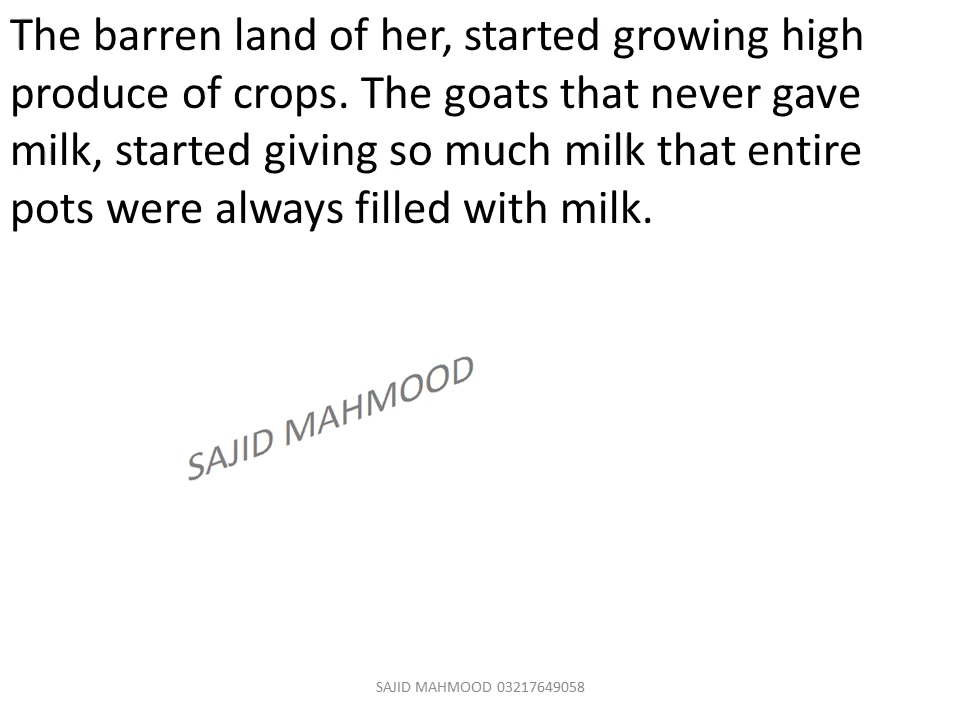 The barren land of her, started growing high
produce of crops. The goats that never gave
milk, started giving so much milk that entire
pots were always filled with milk.
SAJID MAHMOOD
SAJID MAHMOOD 03217649058